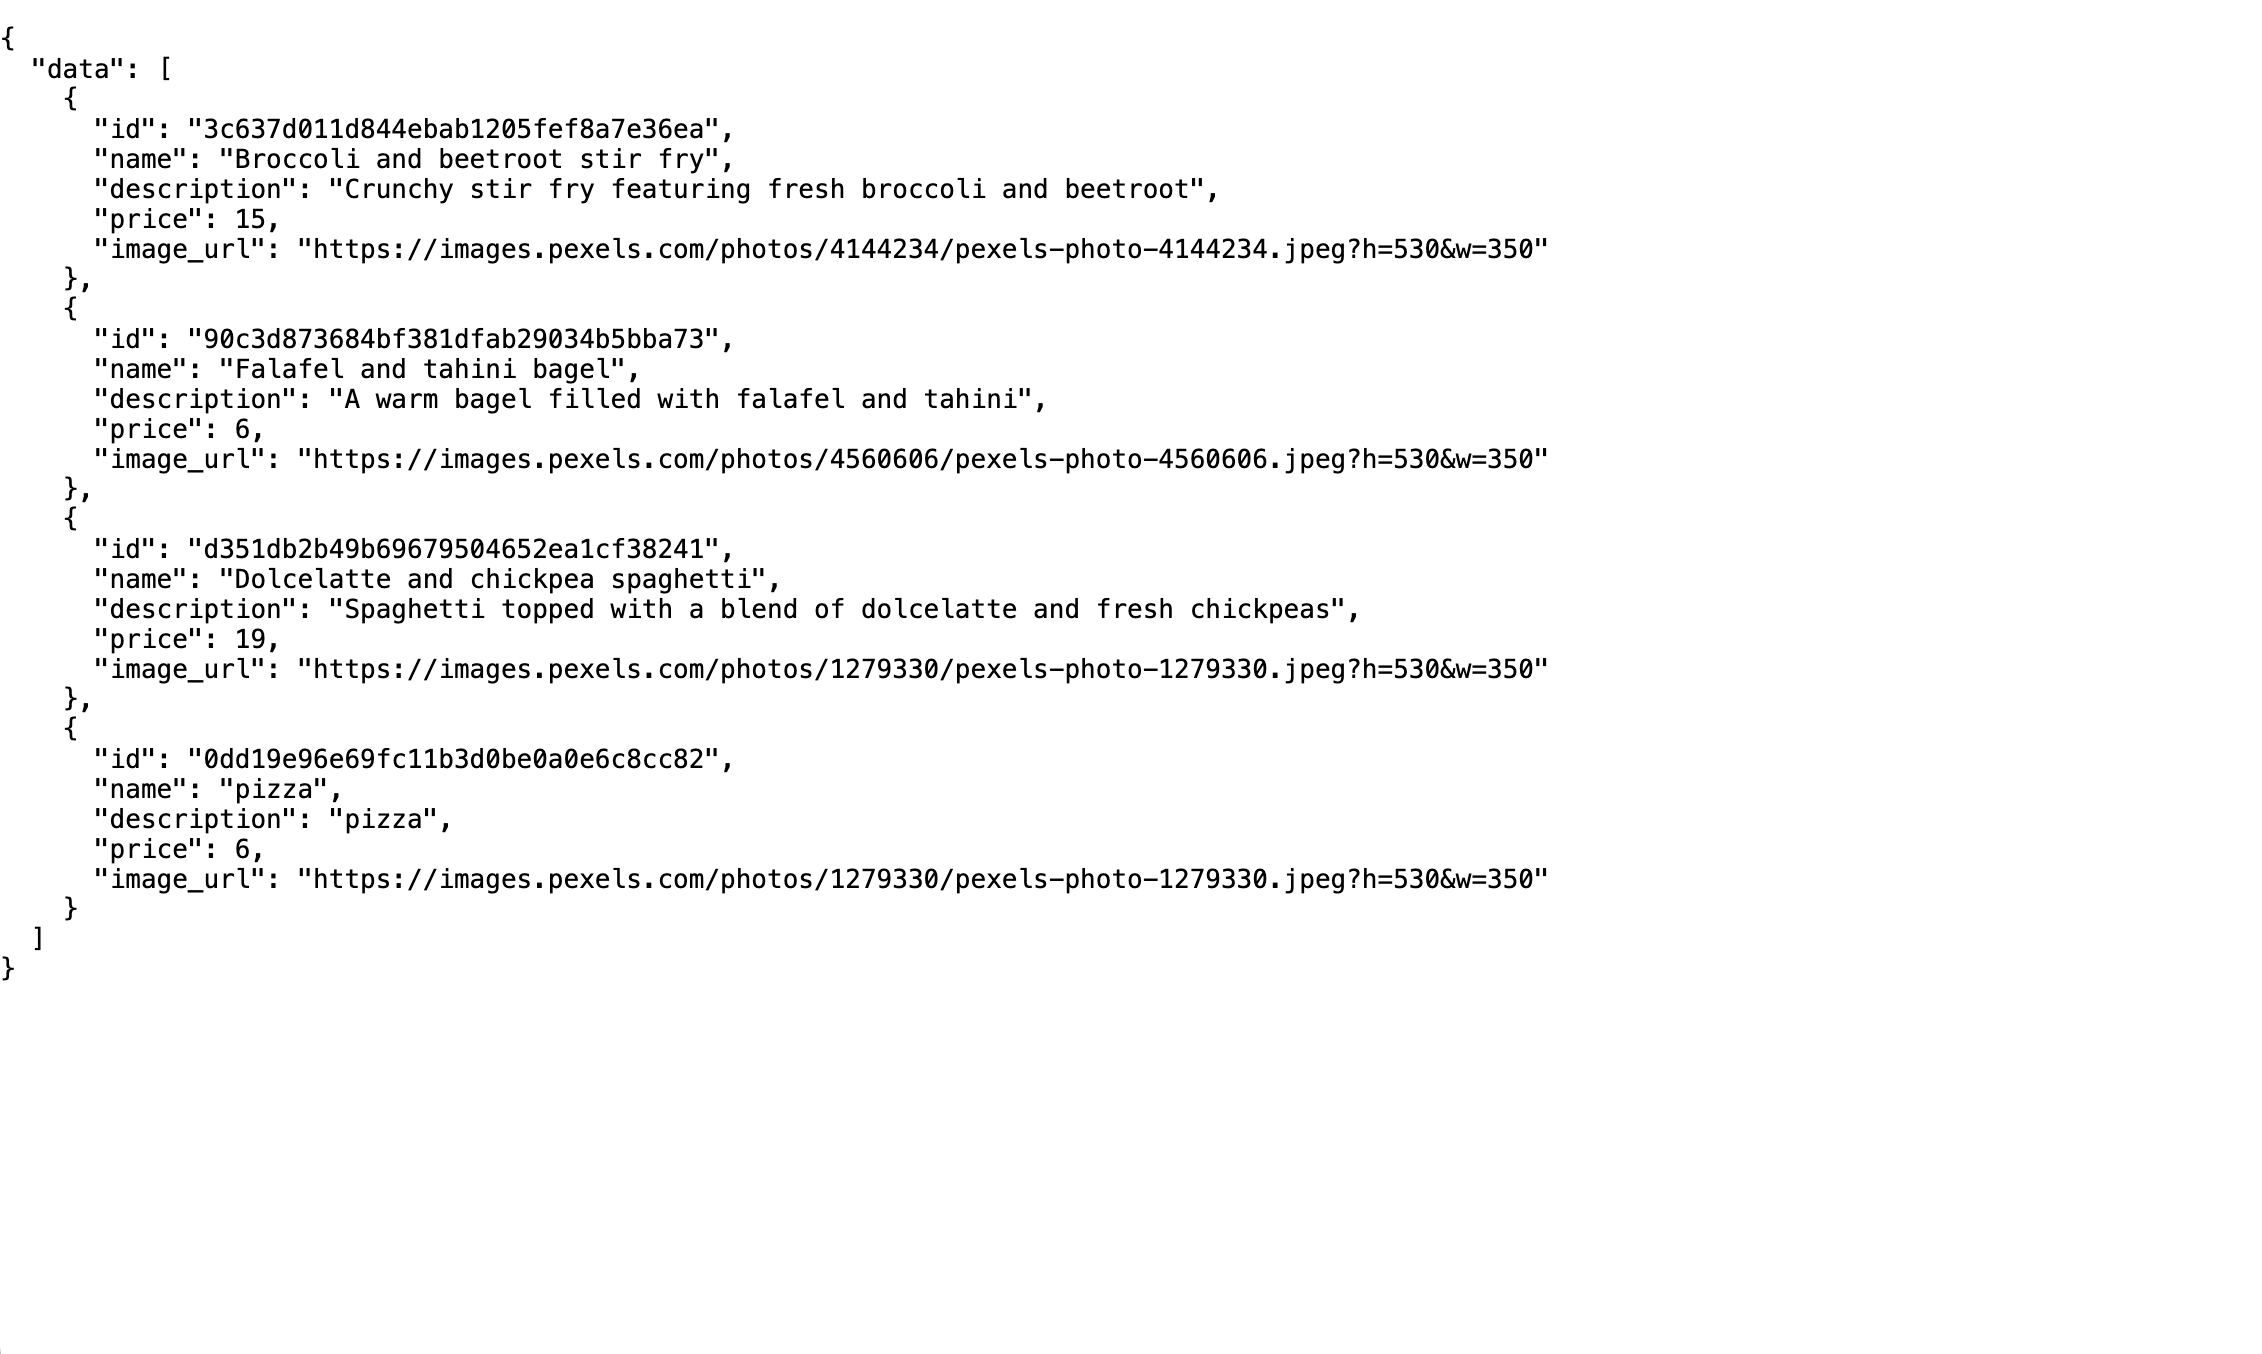 {
  "data": [
    {
      "id": "3c637d011d844ebab1205fef8a7e36ea",
      "name": "Broccoli and beetroot stir fry",
      "description": "Crunchy stir fry featuring fresh broccoli and beetroot",
      "price": 15,
      "image_url": "https://images.pexels.com/photos/4144234/pexels-photo-4144234.jpeg?h=530&w=350"
    },
    {
      "id": "90c3d873684bf381dfab29034b5bba73",
      "name": "Falafel and tahini bagel",
      "description": "A warm bagel filled with falafel and tahini",
      "price": 6,
      "image_url": "https://images.pexels.com/photos/4560606/pexels-photo-4560606.jpeg?h=530&w=350"
    },
    {
      "id": "d351db2b49b69679504652ea1cf38241",
      "name": "Dolcelatte and chickpea spaghetti",
      "description": "Spaghetti topped with a blend of dolcelatte and fresh chickpeas",
      "price": 19,
      "image_url": "https://images.pexels.com/photos/1279330/pexels-photo-1279330.jpeg?h=530&w=350"
    },
    {
      "id": "0dd19e96e69fc11b3d0be0a0e6c8cc82",
      "name": "pizza",
      "description": "pizza",
      "price": 6,
      "image_url": "https://images.pexels.com/photos/1279330/pexels-photo-1279330.jpeg?h=530&w=350"
    }
  ]
}